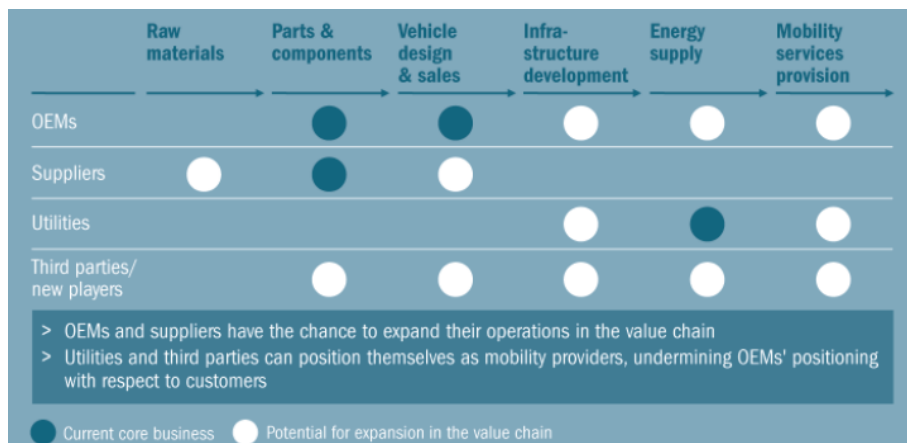 Raw materials
Parts & components
Vehicle design & sales
Infra-structure development
Energy supply
Mobility services provision
OEMs
Suppliers
Utilities
Third parties/
new players
> OEMs and suppliers have the chance to expand their operations in the value chain
> Utilities and third parties can position themselves as mobility providers, undermining OEMs' positioning
with respect to customers
Current core business
Potential for expansion in the value chain